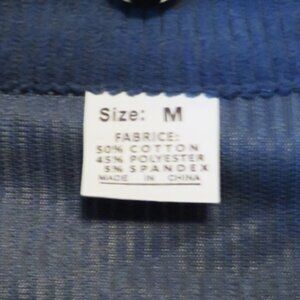 Size: M
FABRICE:
50% COTTON
45% POLYESTER
5% SPANDEX
MADE IN CHINA